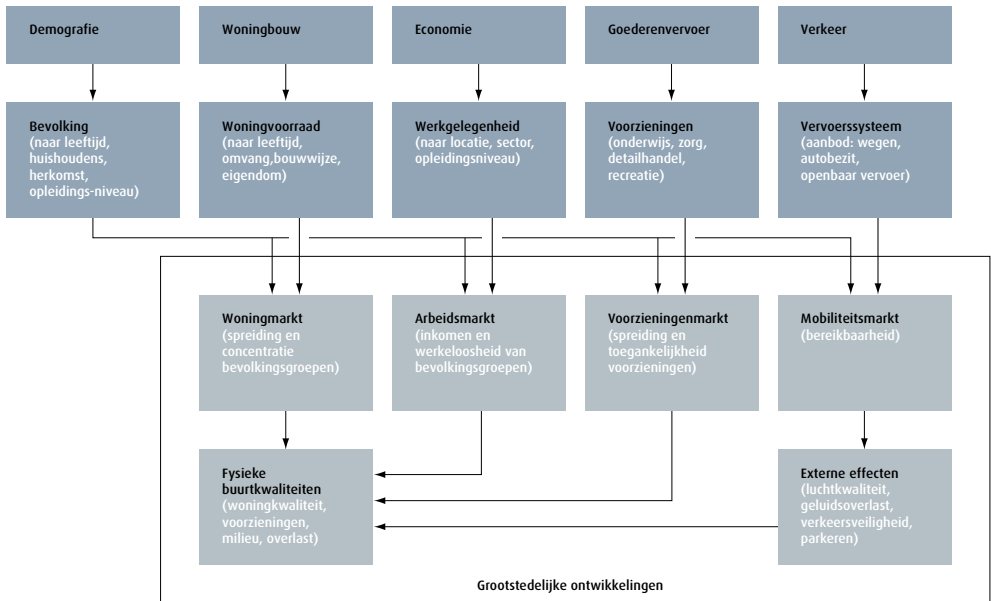 Demografie
Woningbouw
Economie
Goederenvervoer
Verkeer
Bevolking
(naar leeftijd,
huishoudens,
herkomst,
opleidings-niveau)
Woningvoorraad
(naar leeftijd,
omvang,bouwwijze,
eigendom)
Werkgelegenheid
(naar locatie, sector,
opleidingsniveau)
Voorzieningen
(onderwijs, zorg,
detailhandel,
recreatie)
Vervoerssysteem
(aanbod: wegen,
autobezit,
openbaar vervoer)
Woningmarkt
(spreiding en
concentratie
bevolkingsgroepen)
Arbeidsmarkt
(inkomen en
werkeloosheid van
bevolkingsgroepen)
Voorzieningenmarkt
(spreiding en
toegankelijkheid
voorzieningen)
Mobiliteitsmarkt
(bereikbaarheid)
Fysieke
buurtkwaliteiten
(woningkwaliteit,
voorzieningen,
milieu, overlast)
Externe effecten
(luchtkwaliteit,
geluidsoverlast,
verkeersveiligheid,
parkeren)
Grootstedelijke ontwikkelingen